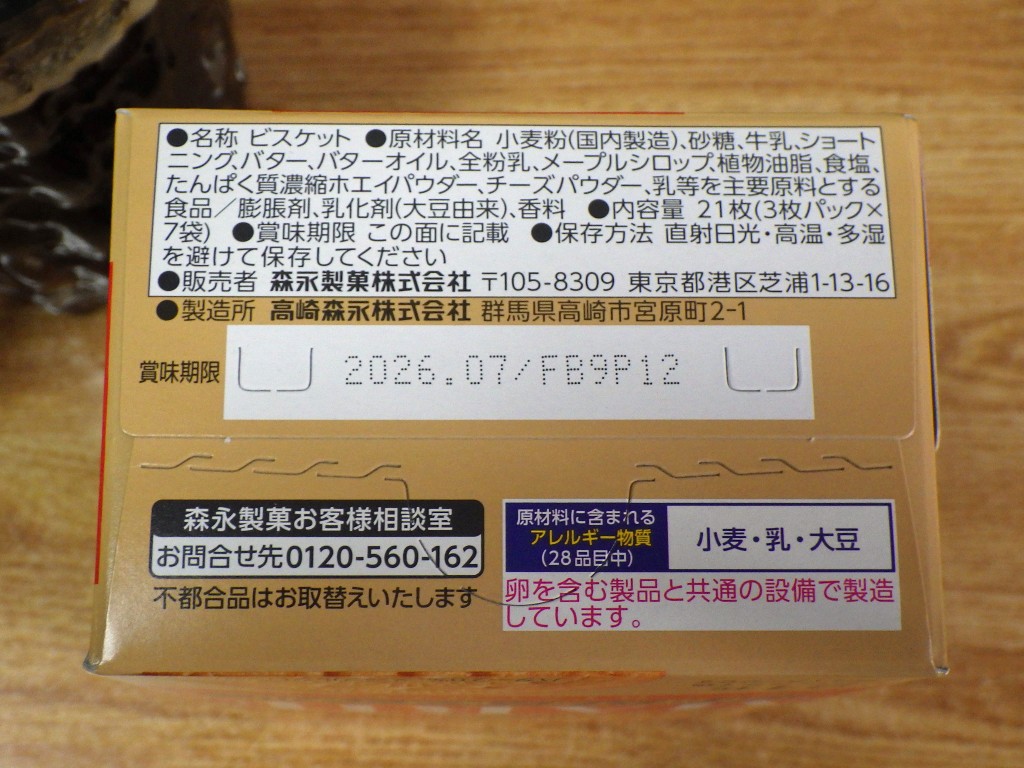 ●名称 ビスケット ●原材料名 小麦粉(国内製造)、砂糖、牛乳、ショート
ニング、バター、バターオイル、全粉乳、メープルシロップ、植物油脂、食塩、
たんぱく質濃縮ホエイパウダー、チーズパウダー、乳等を主要原料とする
食品／膨脹剤、乳化剤(大豆由来)、香料 ●内容量 21枚(3枚パック×
7袋) ●賞味期限 この面に記載 ●保存方法 直射日光・高温・多湿
を避けて保存してください
●販売者 森永製菓株式会社 〒105-8309 東京都港区芝浦1-13-16
●製造所 高崎森永株式会社 群馬県高崎市宮原町2-1
賞味期限 2026.07/FB9P12
森永製菓お客様相談室
お問合せ先0120-560-162
不都合品はお取替えいたします
原材料に含まれる
アレルギー物質
(28品目中)
小麦・乳・大豆
卵を含む製品と共通の設備で製造
しています。